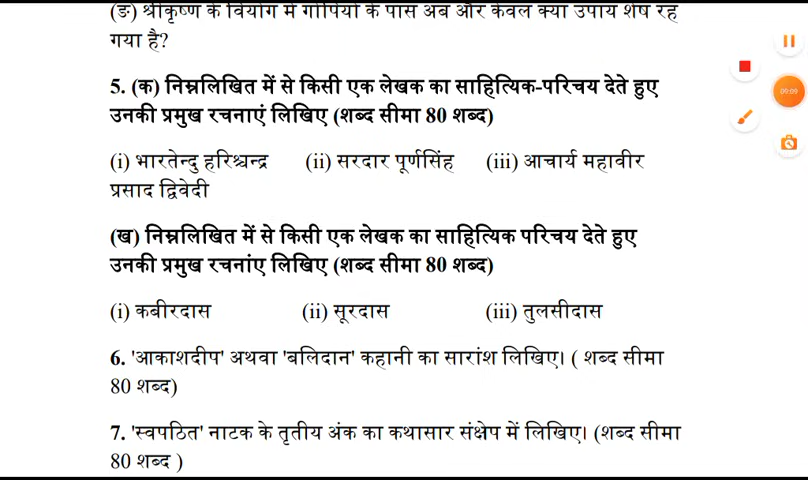 (ङ) श्रीकृष्ण के वियोग में गोपियों के पास अब और केवल क्या उपाय शेष रह
गया है?
5. (क) निम्नलिखित में से किसी एक लेखक का साहित्यिक-परिचय देते हुए
उनकी प्रमुख रचनाएं लिखिए (शब्द सीमा 80 शब्द)
(i) भारतेन्दु हरिश्चन्द्र (ii) सरदार पूर्णसिंह (iii) आचार्य महावीर
प्रसाद द्विवेदी
(ख) निम्नलिखित में से किसी एक लेखक का साहित्यिक परिचय देते हुए
उनकी प्रमुख रचनांए लिखिए (शब्द सीमा 80 शब्द)
(i) कबीरदास (ii) सूरदास (iii) तुलसीदास
6. 'आकाशदीप' अथवा 'बलिदान' कहानी का सारांश लिखिए। ( शब्द सीमा
80 शब्द)
7. 'स्वपठित' नाटक के तृतीय अंक का कथासार संक्षेप में लिखिए। (शब्द सीमा
80 शब्द )
09:09